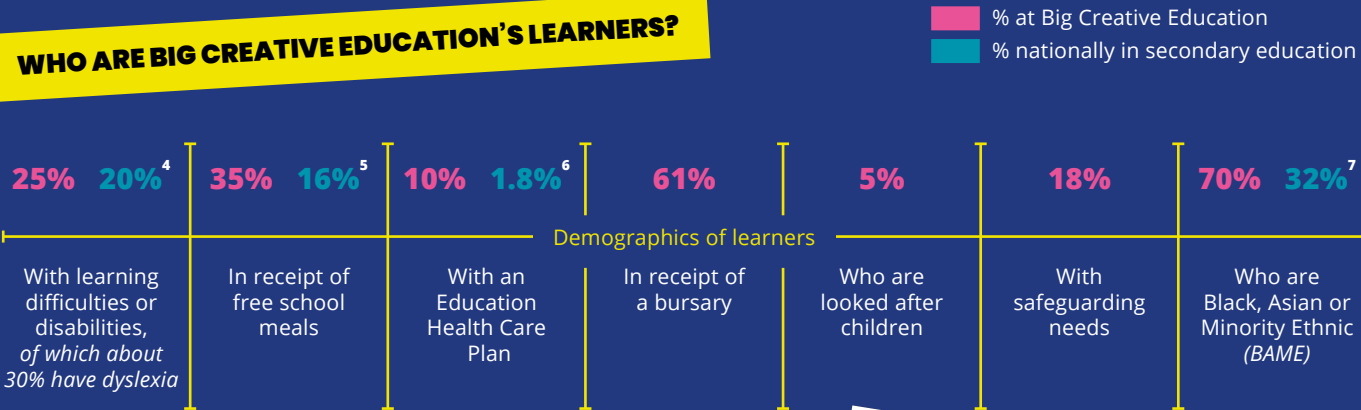 WHO ARE BIG CREATIVE EDUCATION'S LEARNERS?
% at Big Creative Education
% nationally in secondary education
25% 20%⁴
35% 16%⁵
10% 1.8%⁶
61%
5%
18%
70% 32%⁷
Demographics of learners
With learning
difficulties or
disabilities,
of which about
30% have dyslexia
In receipt of
free school
meals
With an
Education
Health Care
Plan
In receipt of
a bursary
Who are
looked after
children
With
safeguarding
needs
Who are
Black, Asian or
Minority Ethnic
(BAME)